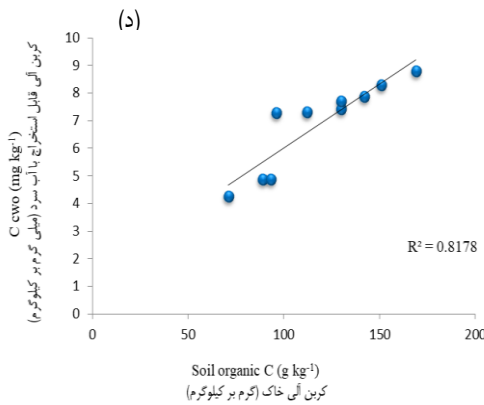 (د)
C cwo (mg kg⁻¹)
کربن آلی قابل استخراج با آب سرد (میلی گرم بر کیلوگرم)
10
9
8
7
6
5
4
3
2
1
0
R² = 0.8178
0 50 100 150 200
Soil organic C (g kg⁻¹)
کربن آلی خاک (گرم بر کیلوگرم)